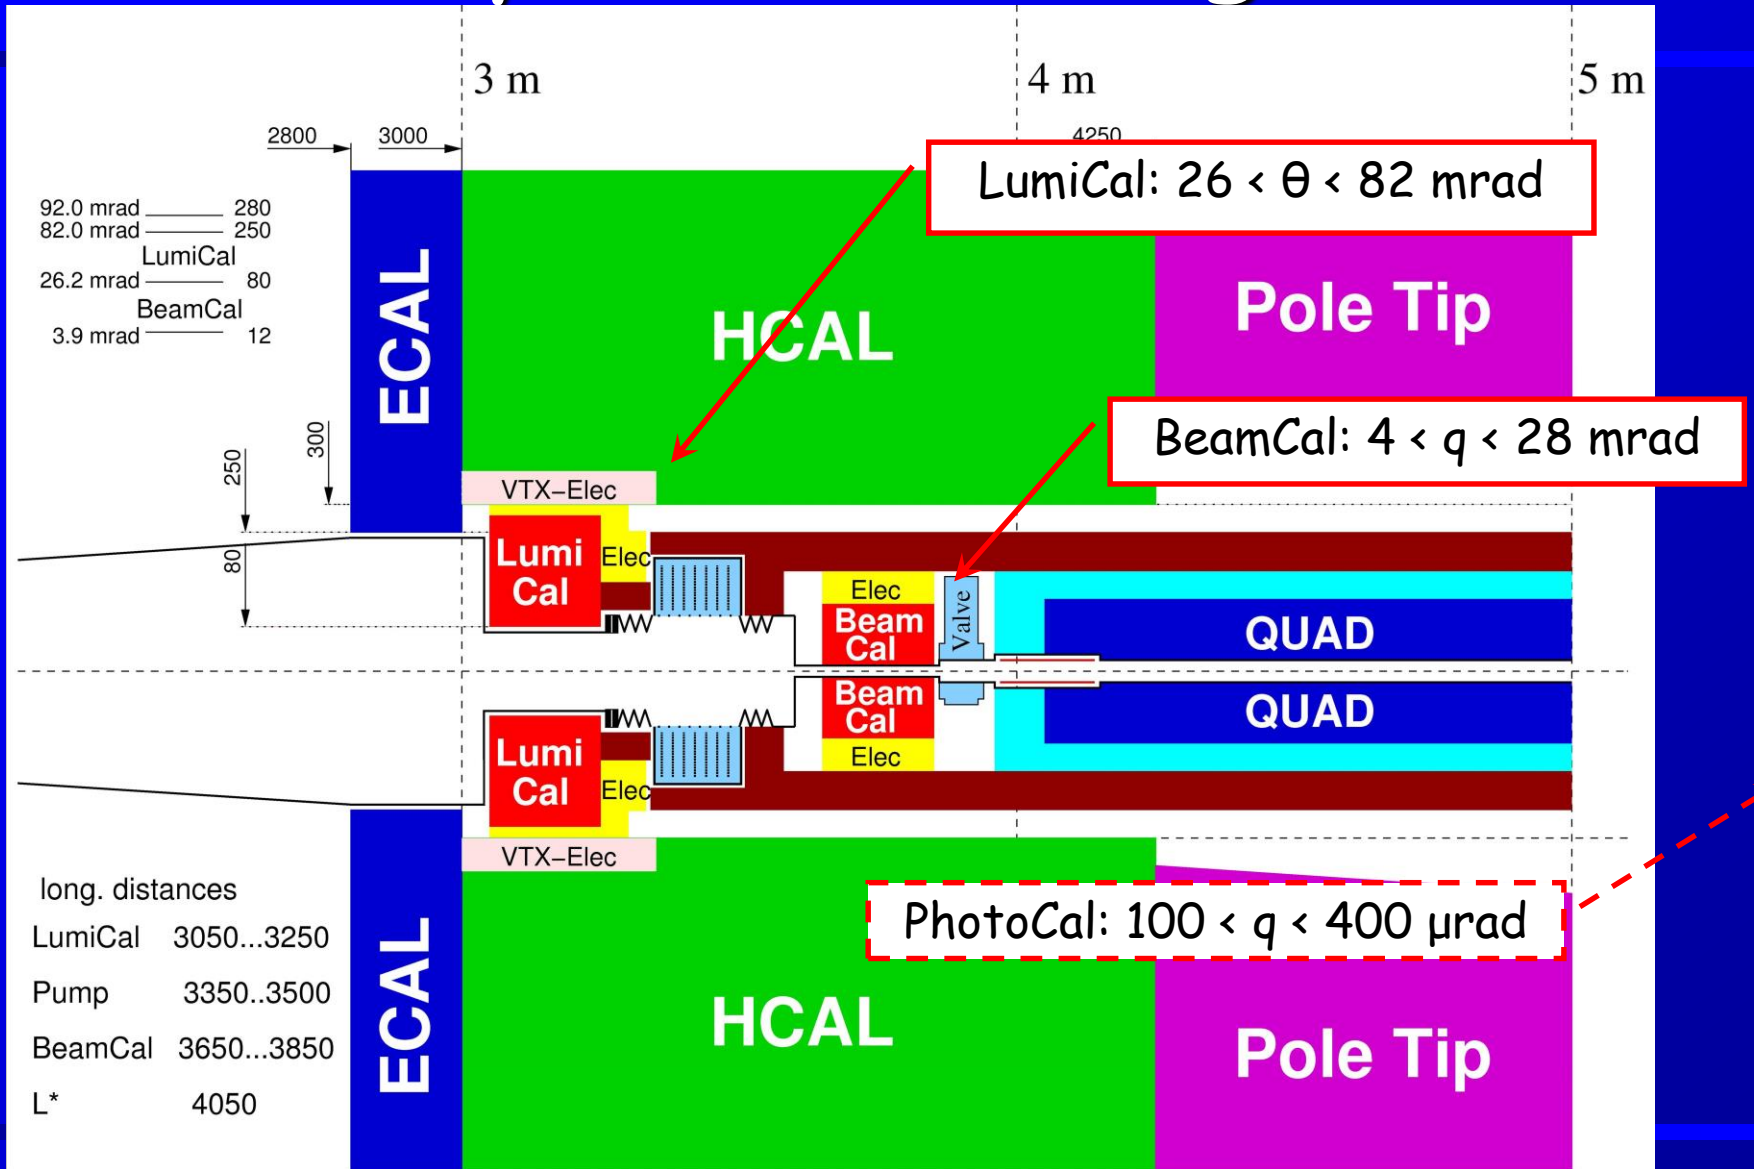 3 m
4 m
5 m
2800
3000
4250
LumiCal: 26 < θ < 82 mrad
92.0 mrad 280
82.0 mrad 250
LumiCal
26.2 mrad 80
BeamCal
3.9 mrad 12
ECAL
HCAL
Pole Tip
BeamCal: 4 < q < 28 mrad
300
250
80
VTX–Elec
Lumi
Cal
Elec
Elec
Beam
Cal
Valve
QUAD
Beam
Cal
Elec
QUAD
Lumi
Cal
Elec
VTX–Elec
long. distances
LumiCal 3050...3250
Pump 3350..3500
BeamCal 3650...3850
L* 4050
ECAL
PhotoCal: 100 < q < 400 μrad
HCAL
Pole Tip